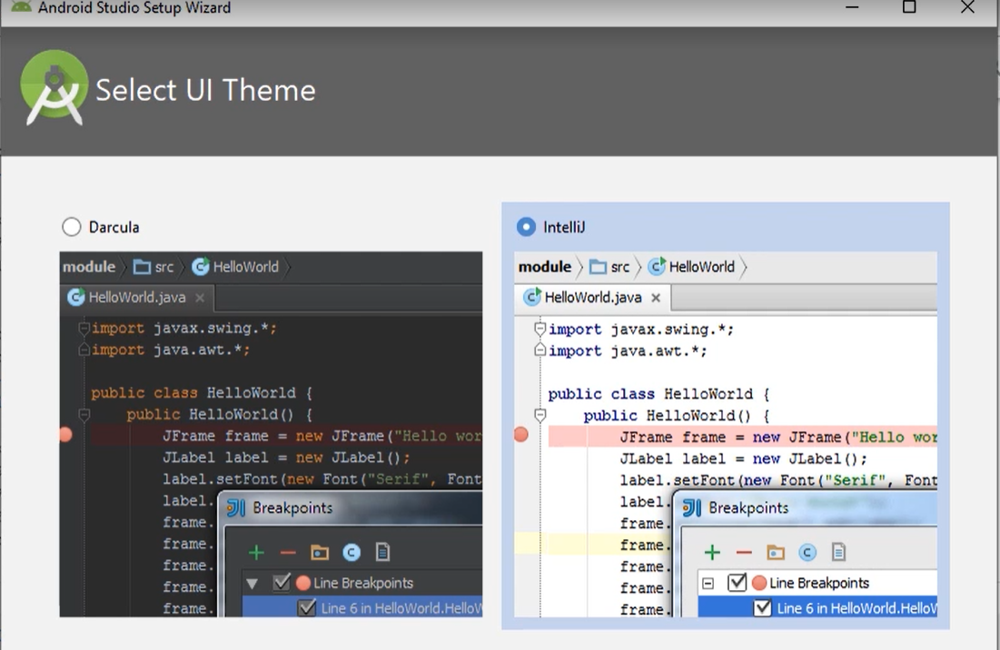 Android Studio Setup Wizard
Select UI Theme
Darcula
module src HelloWorld
HelloWorld.java
import javax.swing.*;
import java.awt.*;
public class HelloWorld {
public HelloWorld() {
JFrame frame = new JFrame("Hello wor
JLabel label = new JLabel();
label.setFont(new Font("Serif", Font
label.
frame.
frame.
frame.
frame.
frame.
Breakpoints
Line Breakpoints
Line 6 in HelloWorld.HelloW
IntelliJ
module src HelloWorld
HelloWorld.java
import javax.swing.*;
import java.awt.*;
public class HelloWorld {
public HelloWorld() {
JFrame frame = new JFrame("Hello wor
JLabel label = new JLabel();
label.setFont(new Font("Serif", Font
label.
frame.
frame.
frame.
frame.
frame.
Breakpoints
Line Breakpoints
Line 6 in HelloWorld.HelloW